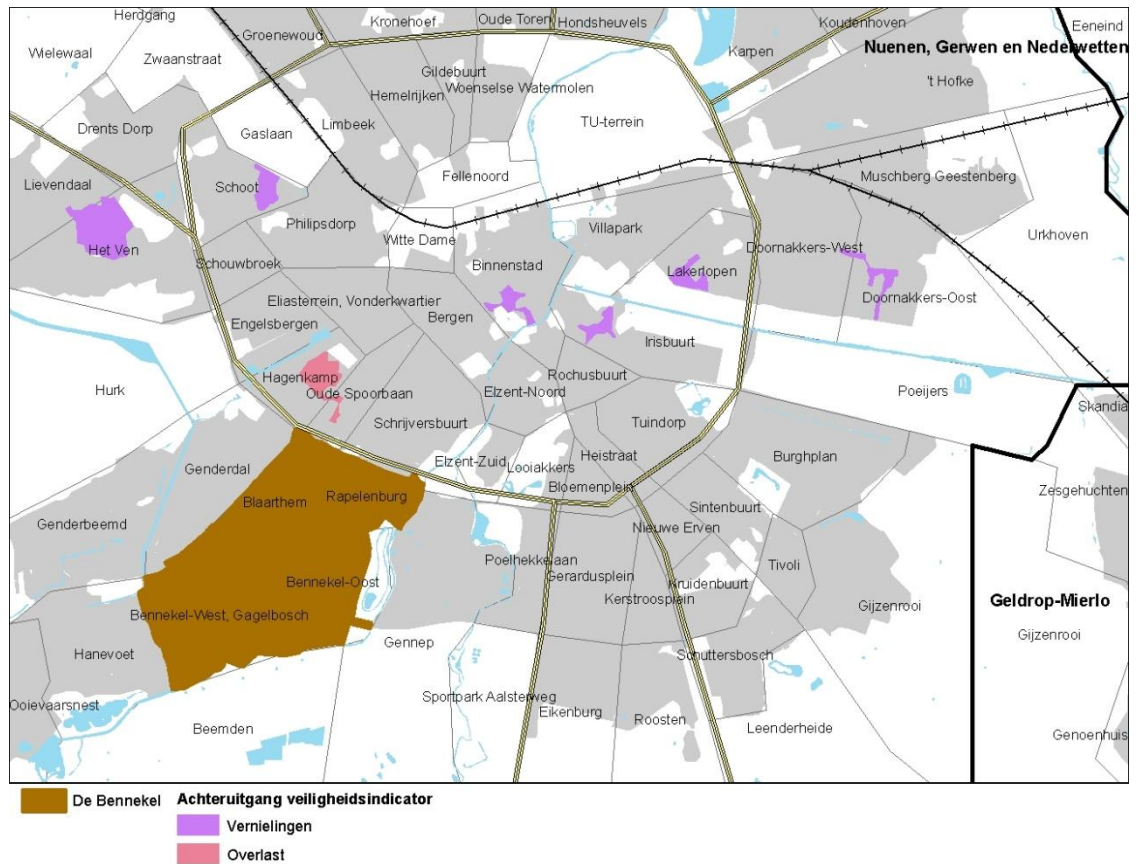 Herdgang
Kronehoef
Oude Toren
Hondsheuvels
Koudenhoven
Eeneind
Wielewaal
Zwaanstraat
Groenewoud
Karpen
Nuenen, Gerwen en Nederwetten
Gildebuurt
't Hofke
Woenselse Watermolen
Hemelrijken
Drents Dorp
Gaslaan
Limbeek
TU-terrein
Lievendaal
Schoot
Fellenoord
Muschberg Geestenberg
Philipsdorp
Villapark
Urkhoven
Het Ven
Witte Dame
Doornakkers-West
Schouwbroek
Binnenstad
Lakerlopen
Doornakkers-Oost
Eliasterrein, Vonderkwartier
Bergen
Engelsbergen
Irisbuurt
Hagenkamp
Rochusbuurt
Hurk
Oude Spoorbaan
Elzent-Noord
Poeijers
Skandia
Schrijversbuurt
Tuindorp
Genderdal
Elzent-Zuid
Looiakkers
Heistraat
Burghplan
Blaarthem
Rapelenburg
Bloemenplein
Zesgehuchten
Genderbeemd
Sintenbuurt
Nieuwe Erven
Poelhekkelaan
Tivoli
Bennekel-Oost
Gerardusplein
Kruidenbuurt
Kerstroosplein
Geldrop-Mierlo
Bennekel-West, Gagelbosch
Gijzenrooi
Gijzenrooi
Hanevoet
Gennep
Schuttersbosch
Ooievaarsnest
Sportpark Aalsterweg
Eikenburg
Roosten
Beemden
Leenderheide
Genoenhuis
De Bennekel
Achteruitgang veiligheidsindicator
Vernielingen
Overlast